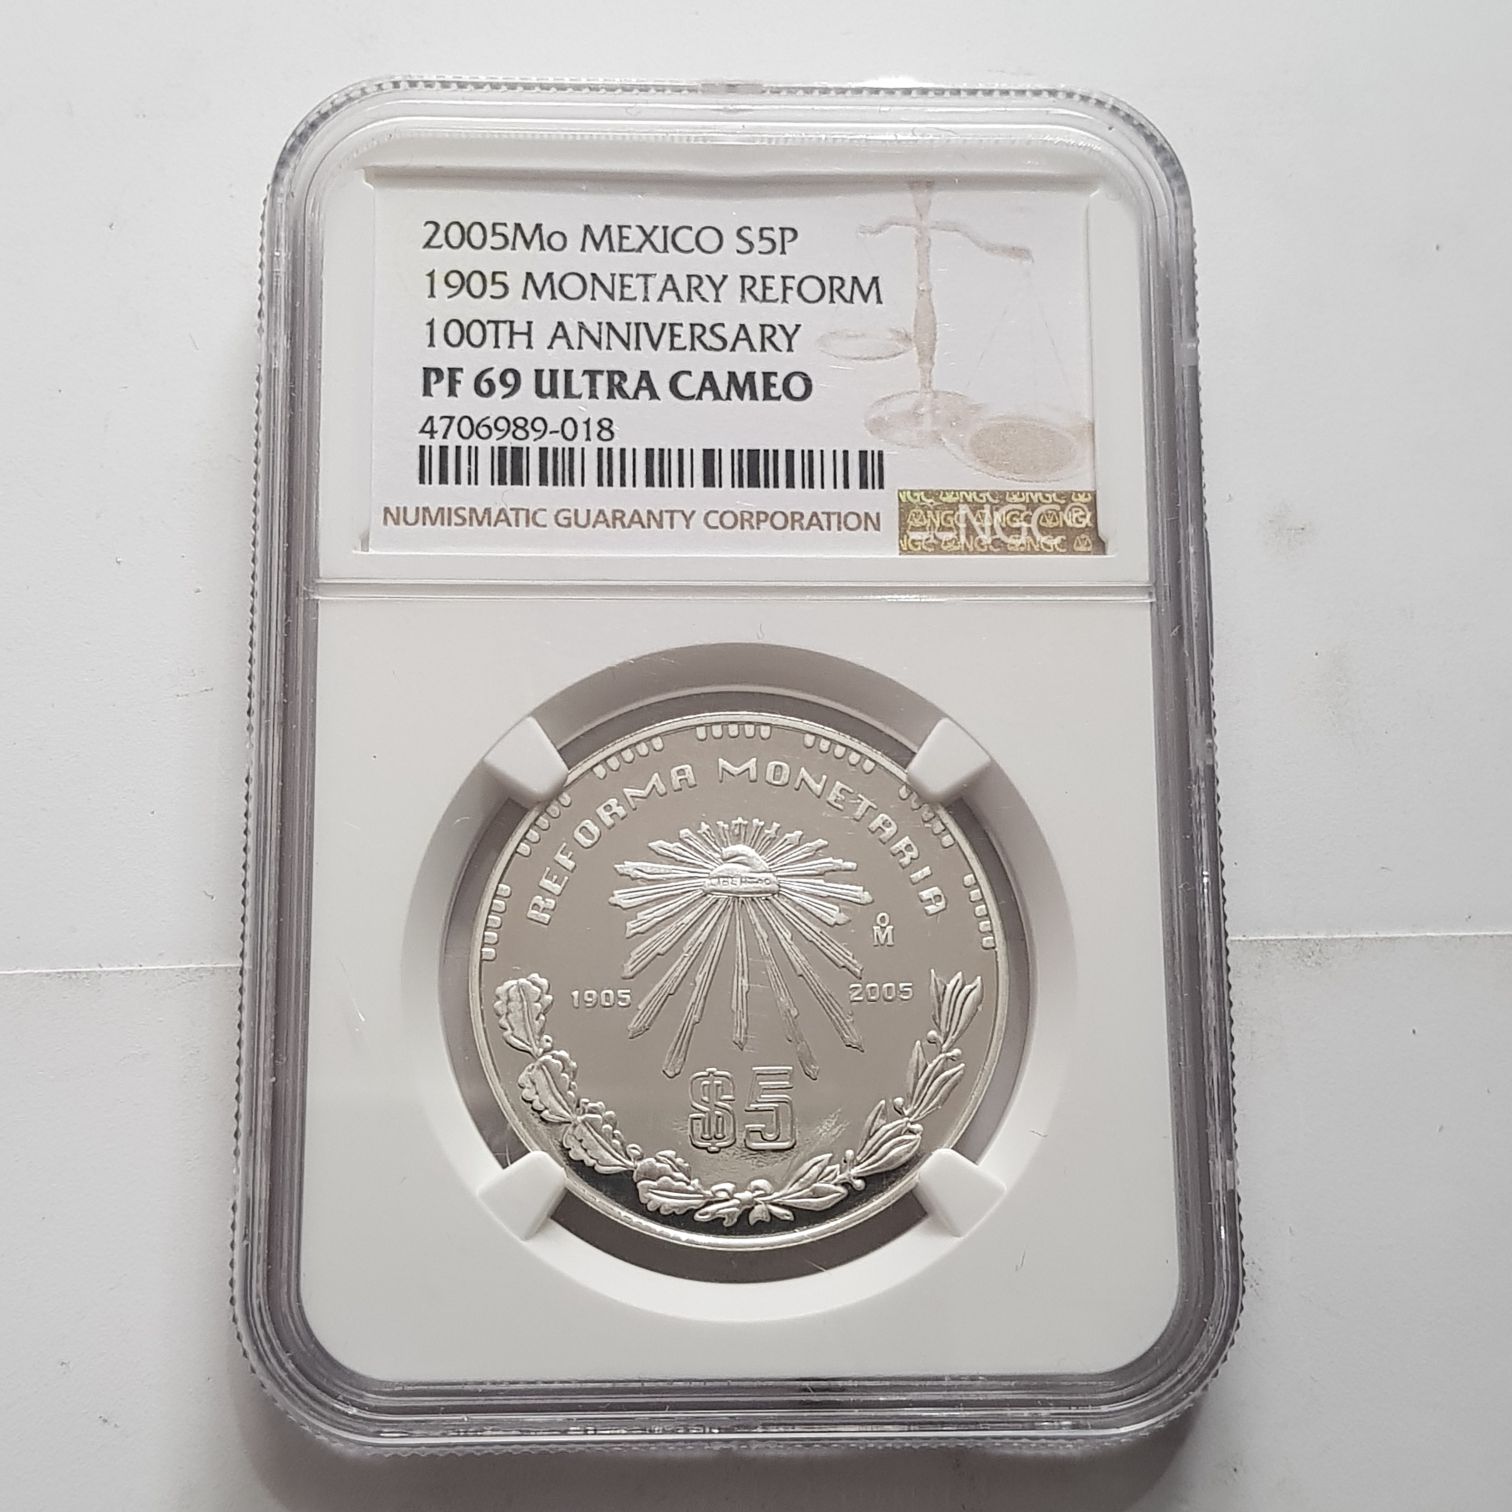 2005Mo MEXICO S5P
1905 MONETARY REFORM
100TH ANNIVERSARY
PF 69 ULTRA CAMEO
4706989-018
NUMISMATIC GUARANTY CORPORATION
NGC
REFORMA MONETARIA
LIBERTAD
oM
1905
2005
$5